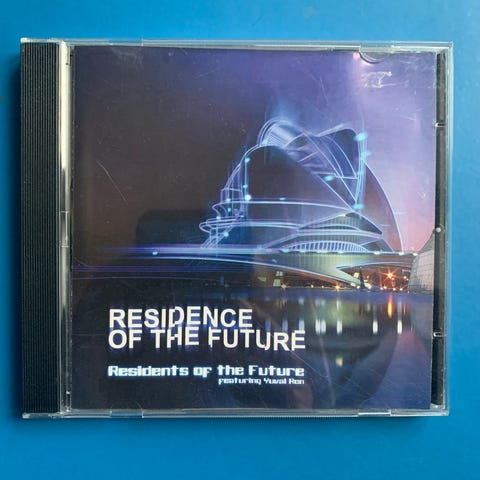 RESIDENCE
OF THE FUTURE
Residents of the Future
featuring Yuval Ron